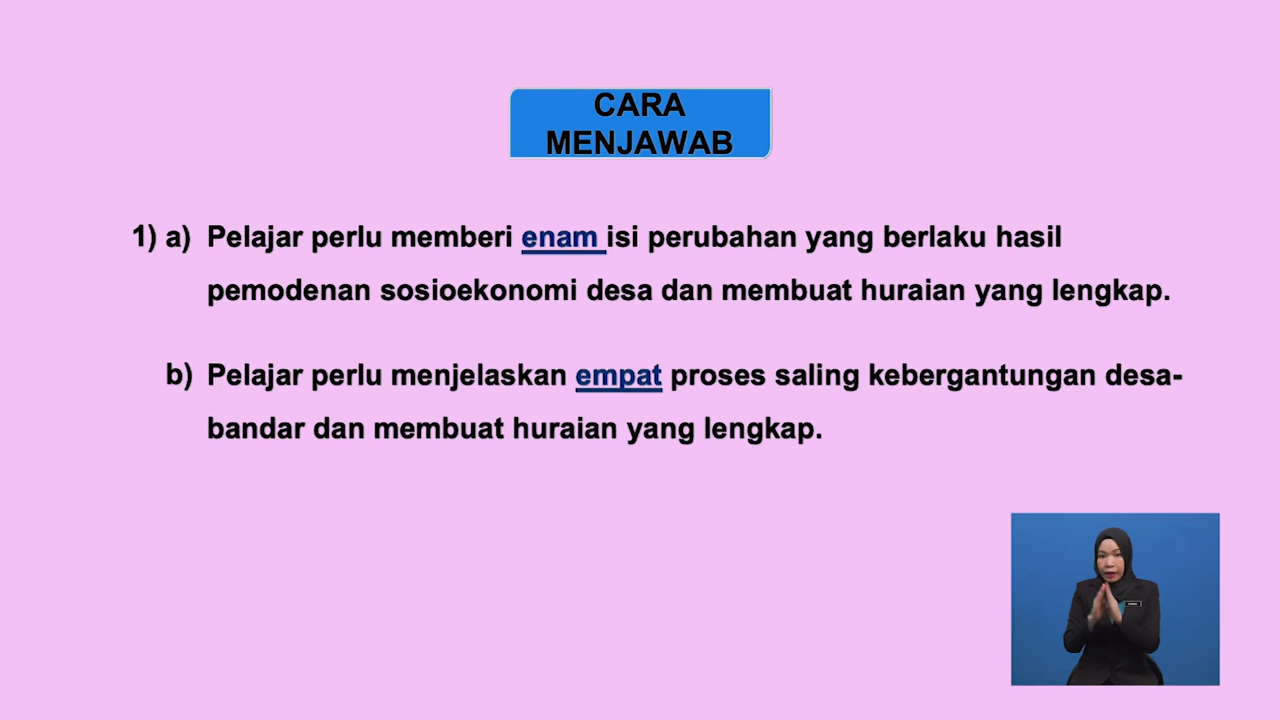 CARA
MENJAWAB
1) a) Pelajar perlu memberi enam isi perubahan yang berlaku hasil
pemodenan sosioekonomi desa dan membuat huraian yang lengkap.
b) Pelajar perlu menjelaskan empat proses saling kebergantungan desa-
bandar dan membuat huraian yang lengkap.